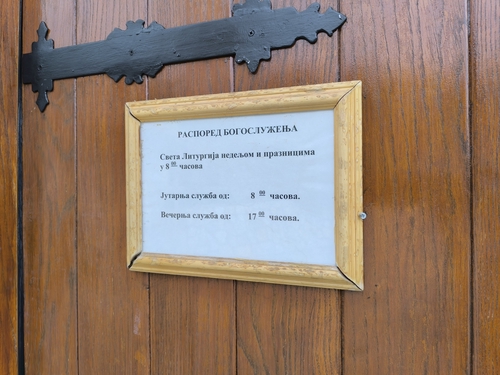 РАСПОРЕД БОГОСЛУЖЕЊА
Света Литургија недељом и празницима
у 8 00 часова
Јутарња служба од: 8 00 часова.
Вечерња служба од: 17 00 часова.